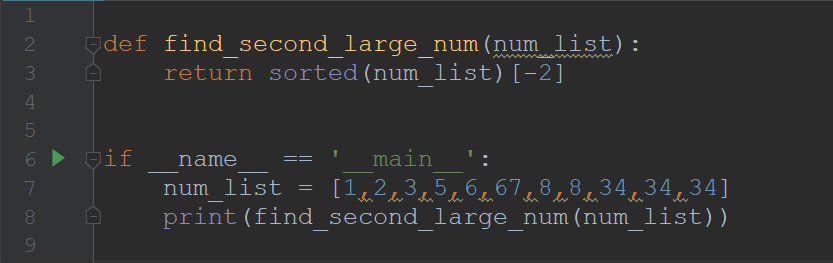 1
2 def find_second_large_num(num_list):
3     return sorted(num_list)[-2]
4
5
6 if __name__ == '__main__':
7     num_list = [1,2,3,5,6,67,8,8,34,34,34]
8     print(find_second_large_num(num_list))
9